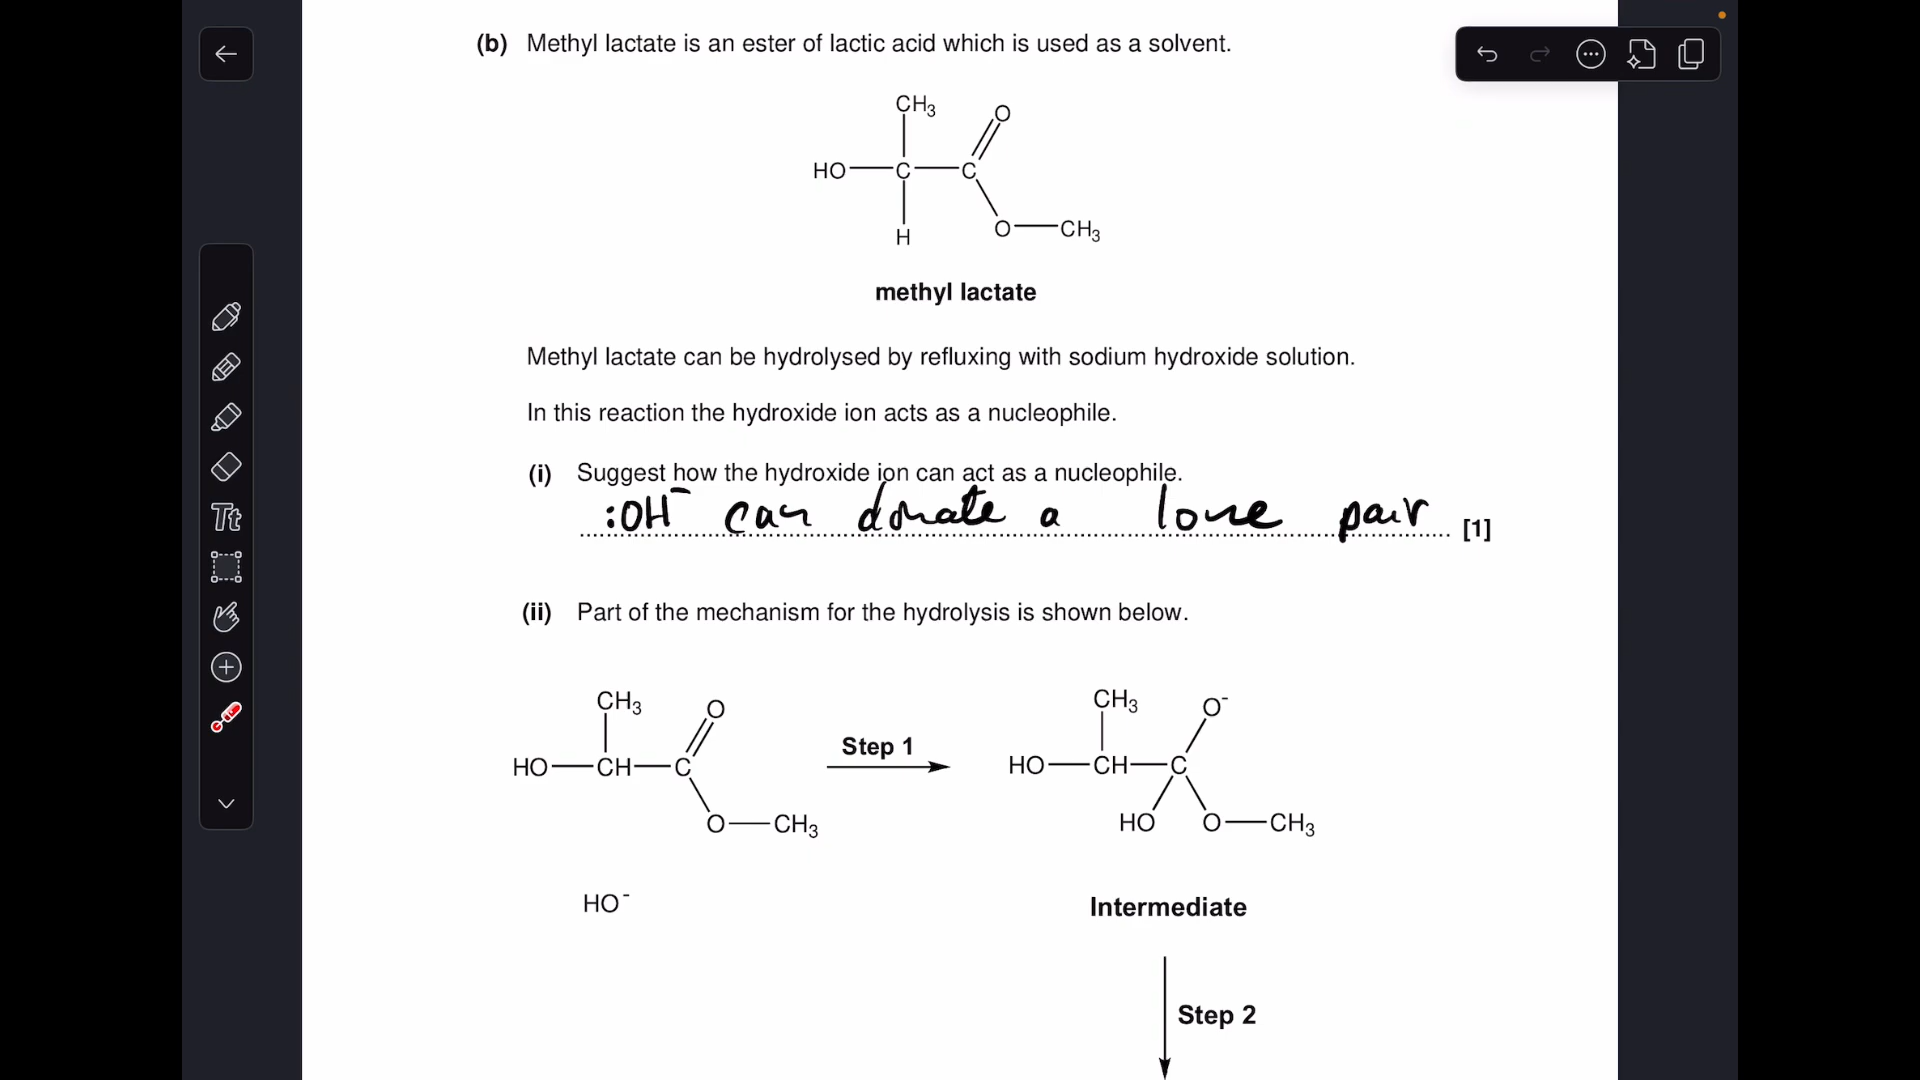 (b) Methyl lactate is an ester of lactic acid which is used as a solvent.
CH3
O
HO C C
O CH3
H
methyl lactate
Methyl lactate can be hydrolysed by refluxing with sodium hydroxide solution.
In this reaction the hydroxide ion acts as a nucleophile.
(i) Suggest how the hydroxide ion can act as a nucleophile.
:OH⁻ can donate a lone pair [1]
(ii) Part of the mechanism for the hydrolysis is shown below.
CH3 O
HO CH C
O CH3
HO⁻
Step 1
CH3 O⁻
HO CH C
HO O CH3
Intermediate
Step 2
Tt